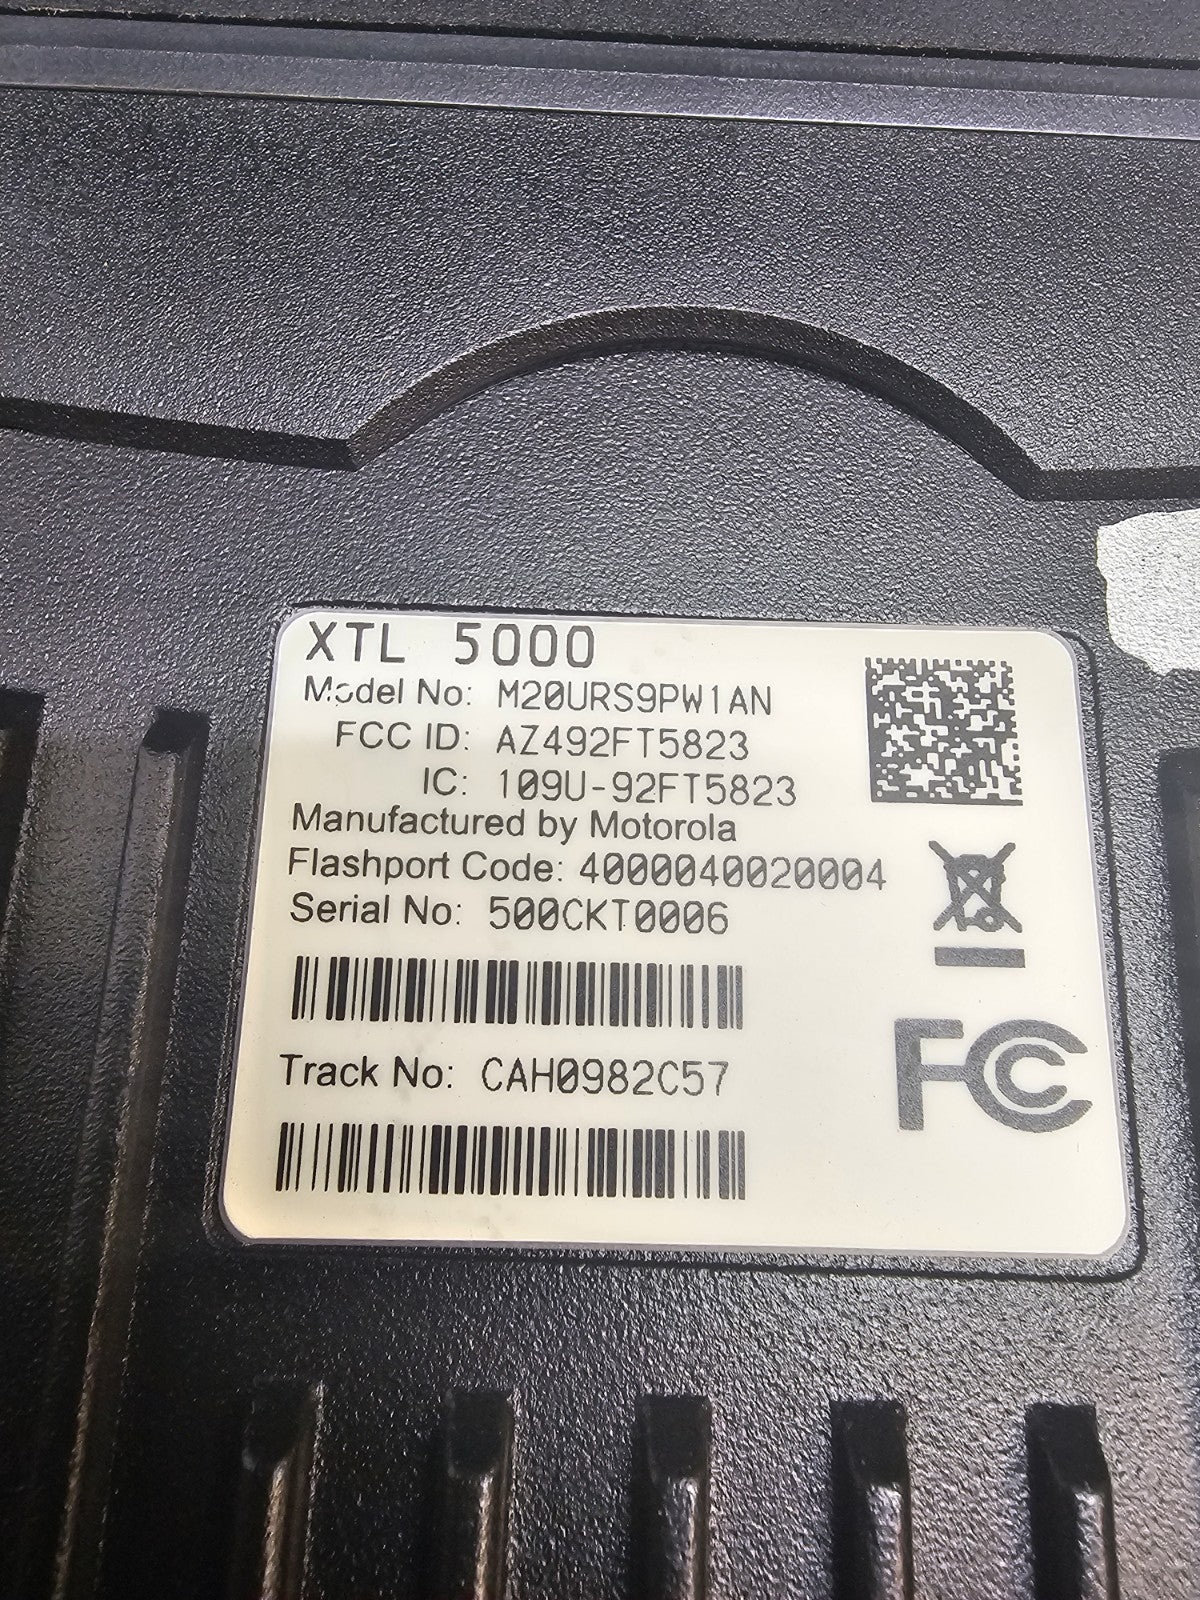 XTL 5000
Model No: M20URS9PW1AN
FCC ID: AZ492FT5823
IC: 109U-92FT5823
Manufactured by Motorola
Flashport Code: 4000040020004
Serial No: 500CKT0006
Track No: CAH0982C57
FC